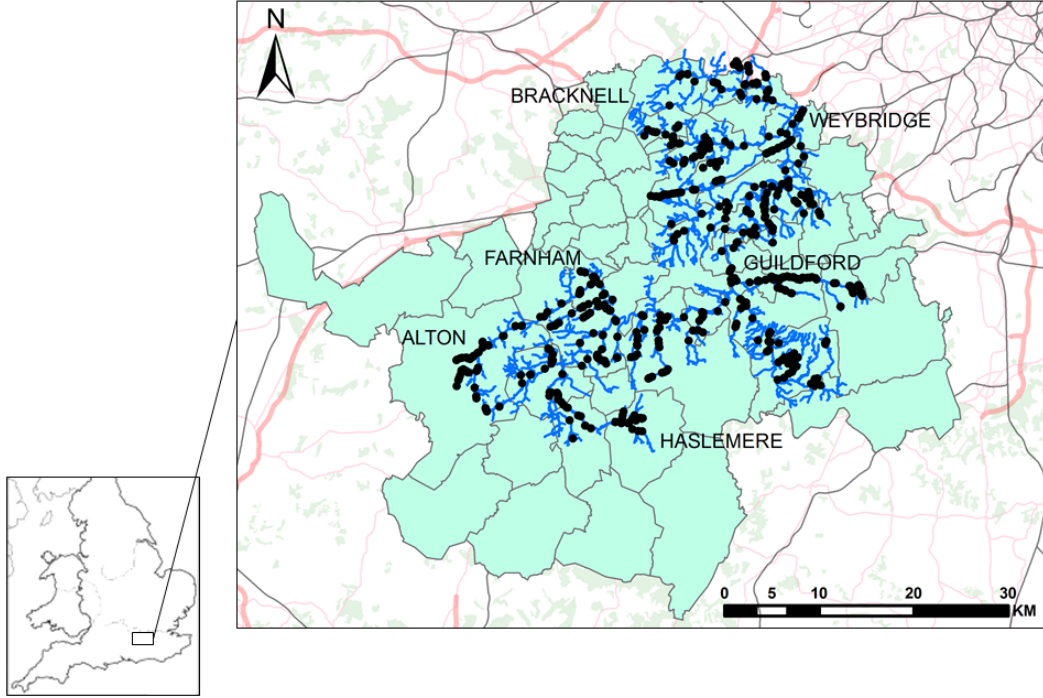 N
BRACKNELL
WEYBRIDGE
FARNHAM
GUILDFORD
ALTON
HASLEMERE
0 5 10 20 30
KM